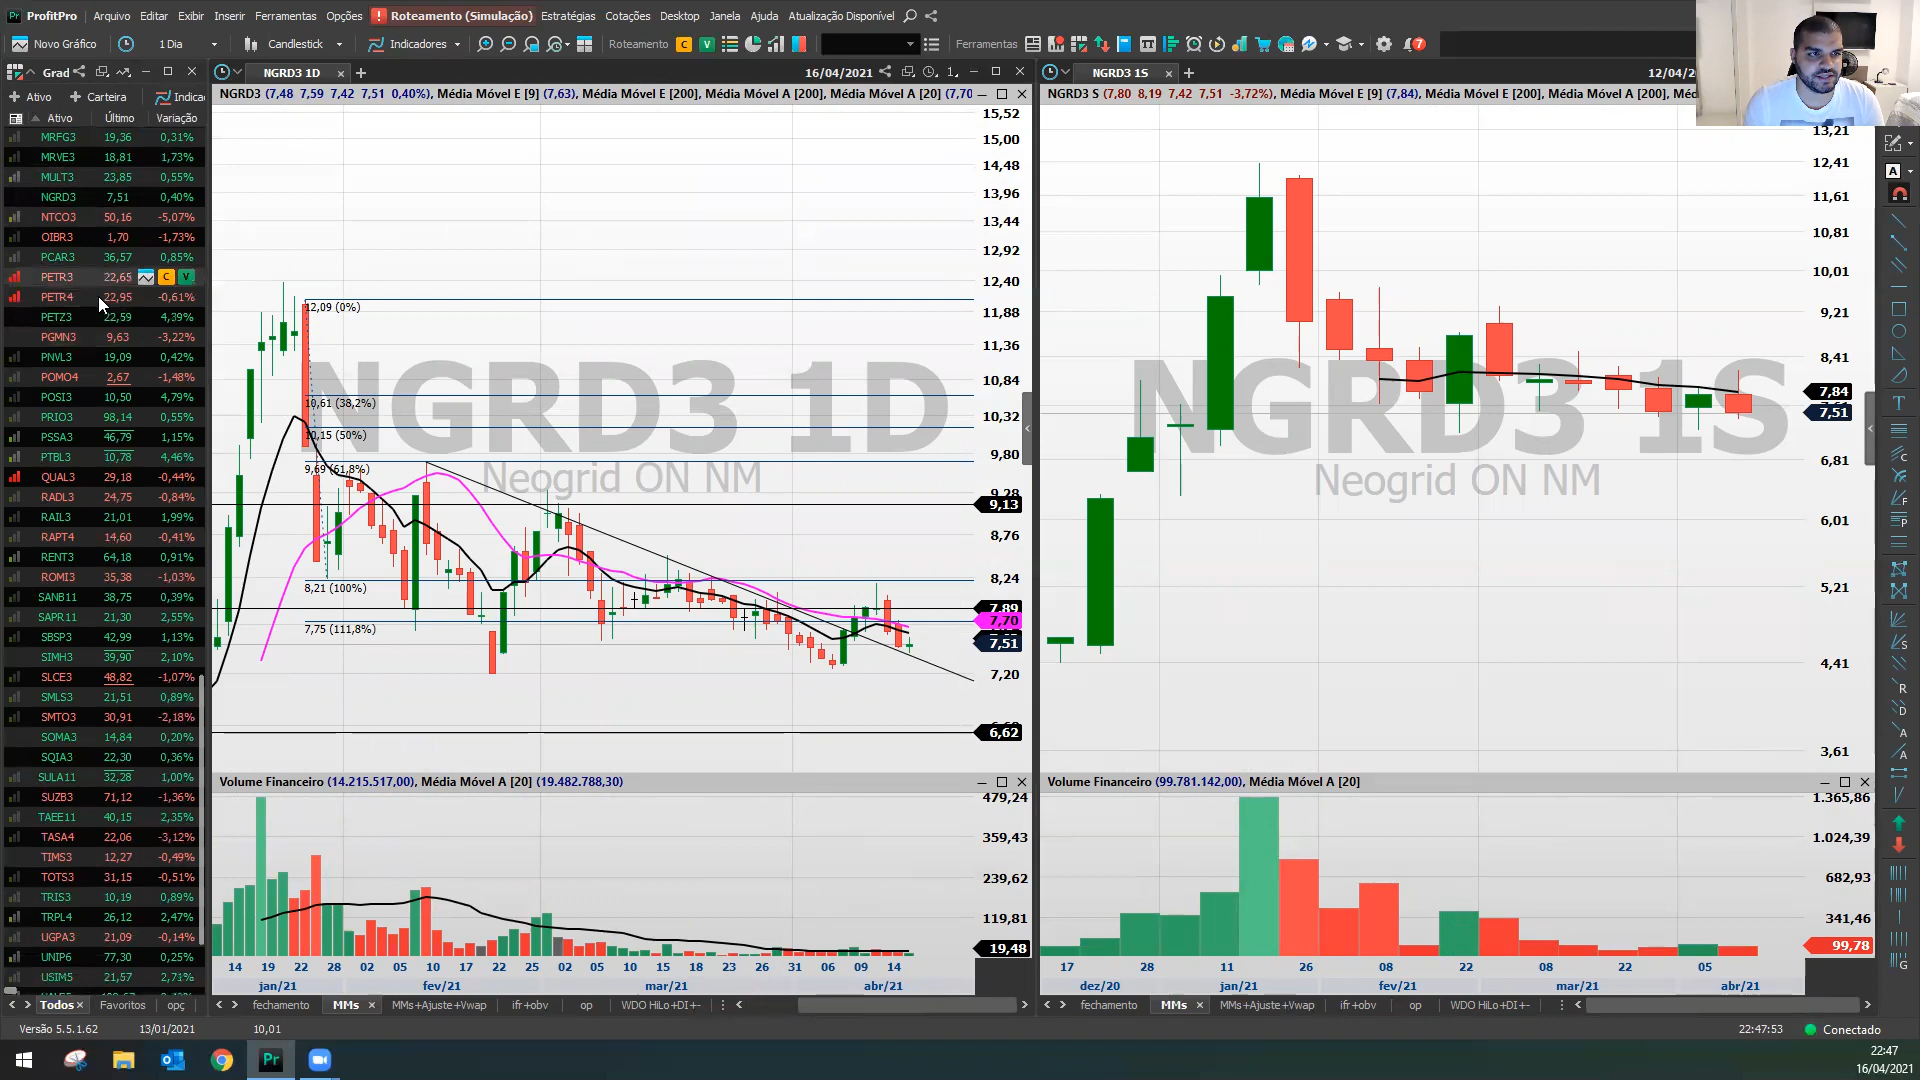 ProfitPro Arquivo Editar Exibir Inserir Ferramentas Opções Roteamento (Simulação) Estratégias Cotações Desktop Janela Ajuda Atualização Disponível
Novo Gráfico 1 Dia Candlestick Indicadores Roteamento C V Ferramentas 7
Grad NGRD3 1D 16/04/2021 1 NGRD3 1S 12/04/20
Ativo Carteira Indica
NGRD3 (7,48 7,59 7,42 7,51 0,40%), Média Móvel E [9] (7,63), Média Móvel E [200], Média Móvel A [200], Média Móvel A [20] (7,70
NGRD3 S (7,80 8,19 7,42 7,51 -3,72%), Média Móvel E [9] (7,84), Média Móvel E [200], Média Móvel A [200], Mé
Ativo Último Variação
MRFG3 19,36 0,31%
MRVE3 18,81 1,73%
MULT3 23,85 0,55%
NGRD3 7,51 0,40%
NTCO3 50,16 -5,07%
OIBR3 1,70 -1,73%
PCAR3 36,57 0,85%
PETR3 22,65 C V
PETR4 22,95 -0,61%
PETZ3 22,59 4,39%
PGMN3 9,63 -3,22%
PNVL3 19,09 0,42%
POMO4 2,67 -1,48%
POSI3 10,50 4,79%
PRIO3 98,14 0,55%
PSSA3 46,79 1,15%
PTBL3 10,78 4,46%
QUAL3 29,18 -0,44%
RADL3 24,75 -0,84%
RAIL3 21,01 1,99%
RAPT4 14,60 -0,41%
RENT3 64,18 0,91%
ROMI3 35,38 -1,03%
SANB11 38,75 0,39%
SAPR11 21,30 2,55%
SBSP3 42,99 1,13%
SIMH3 39,90 2,10%
SLCE3 48,82 -1,07%
SMLS3 21,51 0,89%
SMTO3 30,91 -2,18%
SOMA3 14,84 0,20%
SQIA3 22,30 0,36%
SULA11 32,28 1,00%
SUZB3 71,12 -1,36%
TAEE11 40,15 2,35%
TASA4 22,06 -3,12%
TIMS3 12,27 -0,49%
TOTS3 31,15 -0,51%
TRIS3 10,19 0,89%
TRPL4 26,12 2,47%
UGPA3 21,09 -0,14%
UNIP6 77,30 0,25%
USIM5 21,57 2,71%
Todos Favoritos opç
NGRD3 1D
Neogrid ON NM
12,09 (0%)
10,61 (38,2%)
10,15 (50%)
9,69 (61,8%)
8,21 (100%)
7,75 (111,8%)
15,52
15,00
14,48
13,96
13,44
12,92
12,40
11,88
11,36
10,84
10,32
9,80
9,28
9,13
8,76
8,24
7,89
7,70
7,51
7,20
6,62
Volume Financeiro (14.215.517,00), Média Móvel A [20] (19.482.788,30)
479,24
359,43
239,62
119,81
19,48
14 19 22 28 02 05 10 17 22 25 02 05 10 15 18 23 26 31 06 09 14
jan/21 fev/21 mar/21 abr/21
fechamento MMs MMs+Ajuste+Vwap ifr+obv op WDO HiLo+DI+-
NGRD3 1S
Neogrid ON NM
13,21
12,41
11,61
10,81
10,01
9,21
8,41
7,84
7,51
6,81
6,01
5,21
4,41
3,61
Volume Financeiro (99.781.142,00), Média Móvel A [20]
1.365,86
1.024,39
682,93
341,46
99,78
17 28 11 26 08 22 08 22 05
dez/20 jan/21 fev/21 mar/21 abr/21
fechamento MMs MMs+Ajuste+Vwap ifr+obv op WDO HiLo+DI+-
Versão 5.5.1.62 13/01/2021 10,01 22:47:53 Conectado
Pr
22:47
16/04/2021